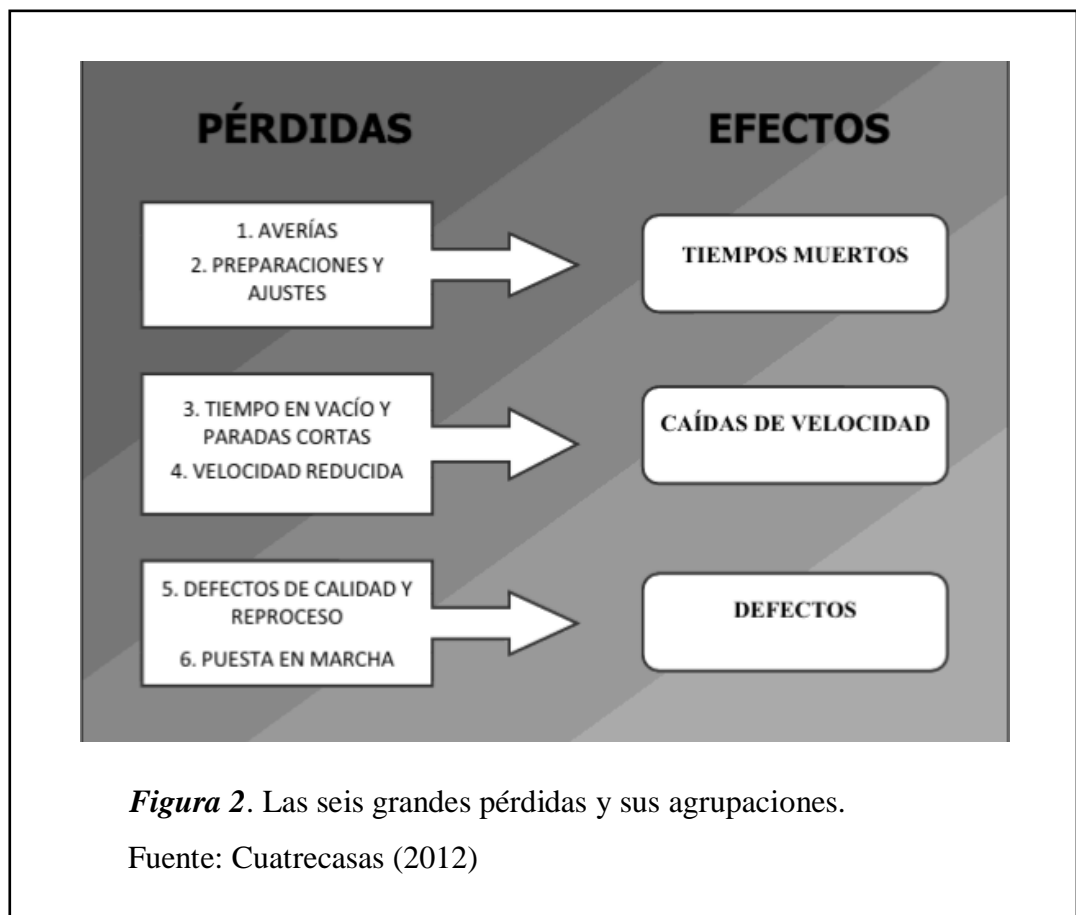 PÉRDIDAS
EFECTOS
1. AVERÍAS
2. PREPARACIONES Y
AJUSTES
TIEMPOS MUERTOS
3. TIEMPO EN VACÍO Y
PARADAS CORTAS
4. VELOCIDAD REDUCIDA
CAÍDAS DE VELOCIDAD
5. DEFECTOS DE CALIDAD Y
REPROCESO
6. PUESTA EN MARCHA
DEFECTOS
Figura 2. Las seis grandes pérdidas y sus agrupaciones.
Fuente: Cuatrecasas (2012)